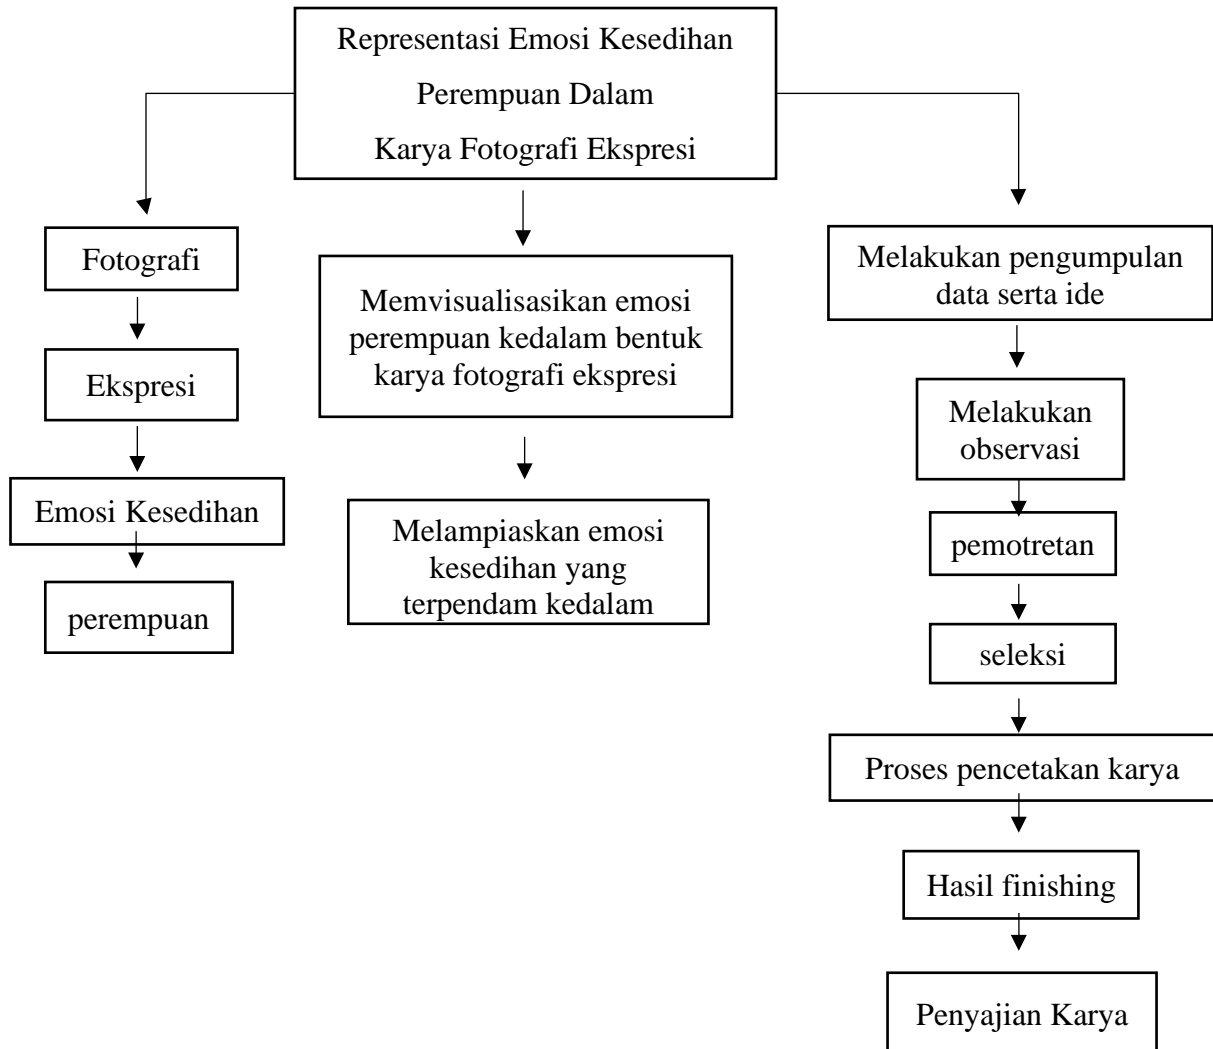 Representasi Emosi Kesedihan
Perempuan Dalam
Karya Fotografi Ekspresi
Fotografi
Ekspresi
Emosi Kesedihan
perempuan
Memvisualisasikan emosi
perempuan kedalam bentuk
karya fotografi ekspresi
Melampiaskan emosi
kesedihan yang
terpendam kedalam
Melakukan pengumpulan
data serta ide
Melakukan
observasi
pemotretan
seleksi
Proses pencetakan karya
Hasil finishing
Penyajian Karya